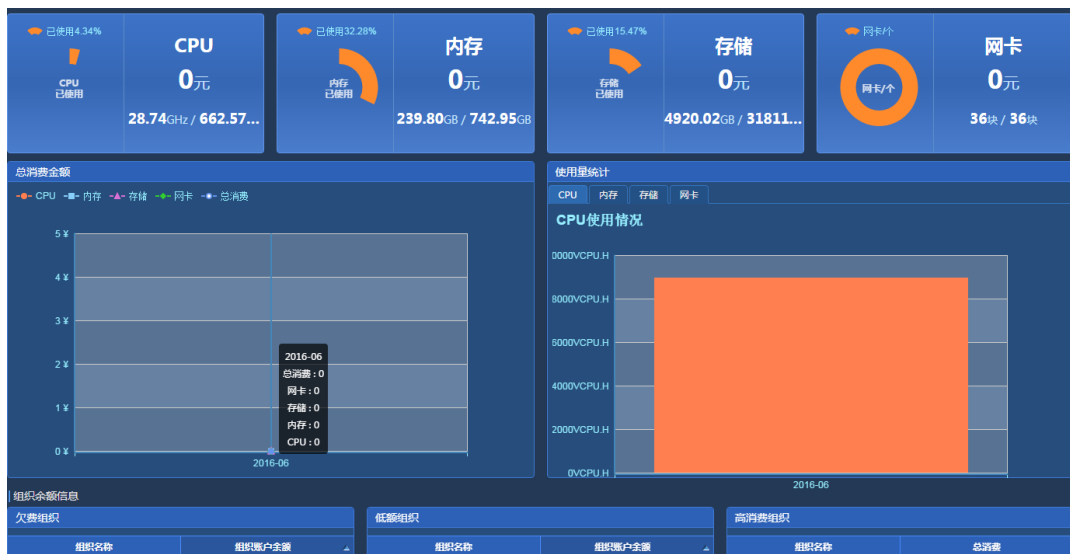 已使用4.34%
CPU
已使用
CPU
0元
28.74GHz / 662.57...
已使用32.28%
内存
已使用
内存
0元
239.80GB / 742.95GB
已使用15.47%
存储
已使用
存储
0元
4920.02GB / 31811...
网卡/个
网卡/个
网卡
0元
36块 / 36块
总消费金额
CPU 内存 存储 网卡 总消费
5 ¥
4 ¥
3 ¥
2 ¥
1 ¥
0 ¥
2016-06
总消费 : 0
网卡 : 0
存储 : 0
内存 : 0
CPU : 0
2016-06
使用量统计
CPU 内存 存储 网卡
CPU使用情况
0000VCPU.H
8000VCPU.H
6000VCPU.H
4000VCPU.H
2000VCPU.H
0VCPU.H
2016-06
组织余额信息
欠费组织
组织名称 组织账户余额
低额组织
组织名称 组织账户余额
高消费组织
组织名称 总消费